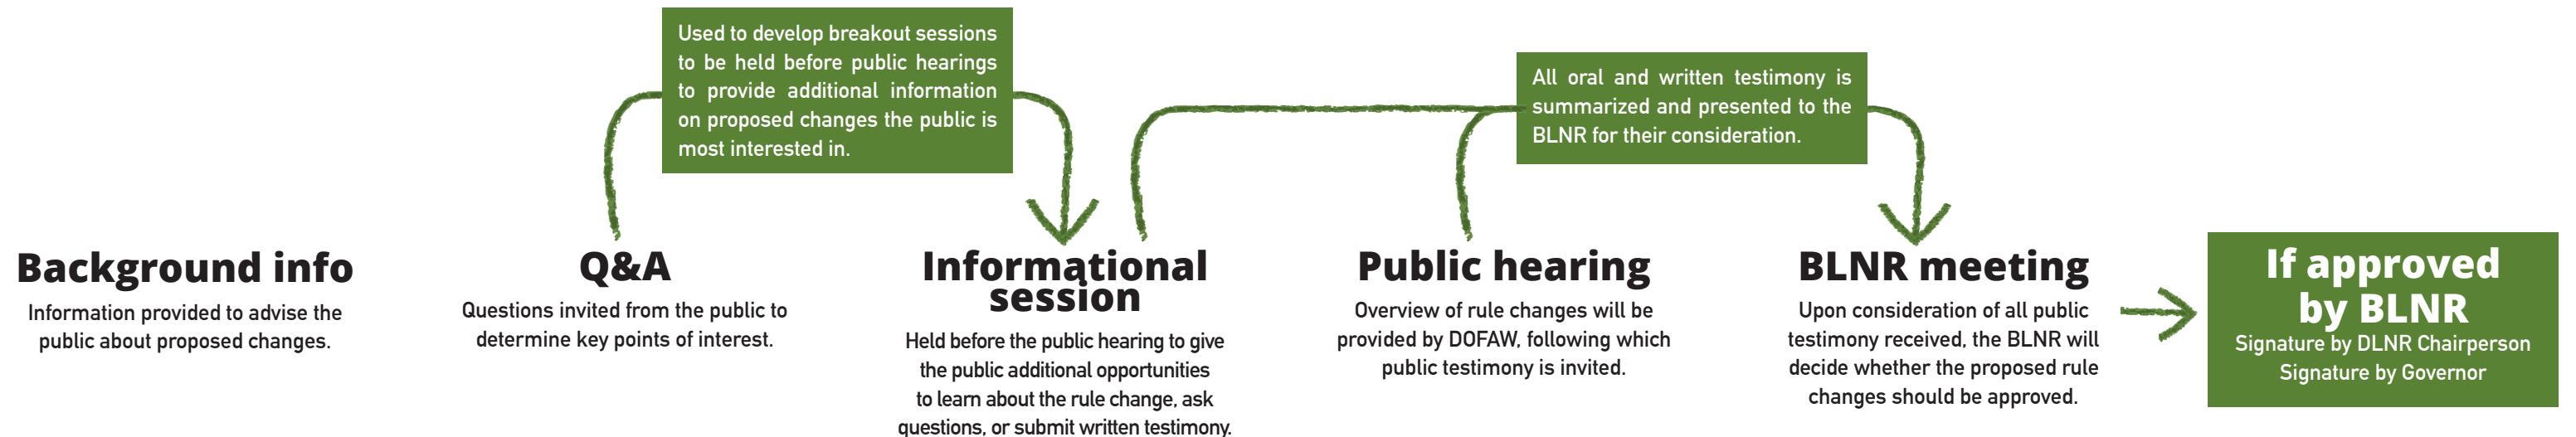 Used to develop breakout sessions
to be held before public hearings
to provide additional information
on proposed changes the public is
most interested in.
All oral and written testimony is
summarized and presented to the
BLNR for their consideration.
Background info
Information provided to advise the
public about proposed changes.
Q&A
Questions invited from the public to
determine key points of interest.
Informational
session
Held before the public hearing to give
the public additional opportunities
to learn about the rule change, ask
questions, or submit written testimony.
Public hearing
Overview of rule changes will be
provided by DOFAW, following which
public testimony is invited.
BLNR meeting
Upon consideration of all public
testimony received, the BLNR will
decide whether the proposed rule
changes should be approved.
If approved
by BLNR
Signature by DLNR Chairperson
Signature by Governor